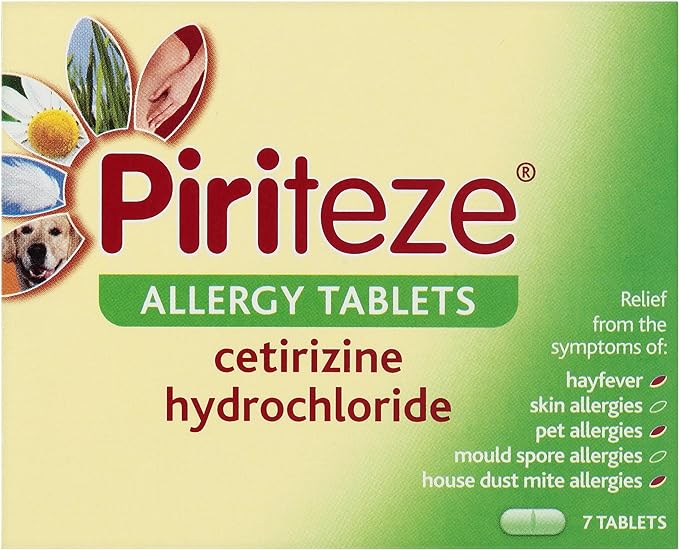 Piriteze®
ALLERGY TABLETS
cetirizine
hydrochloride
Relief
from the
symptoms of:
hayfever
skin allergies
pet allergies
mould spore allergies
house dust mite allergies
7 TABLETS